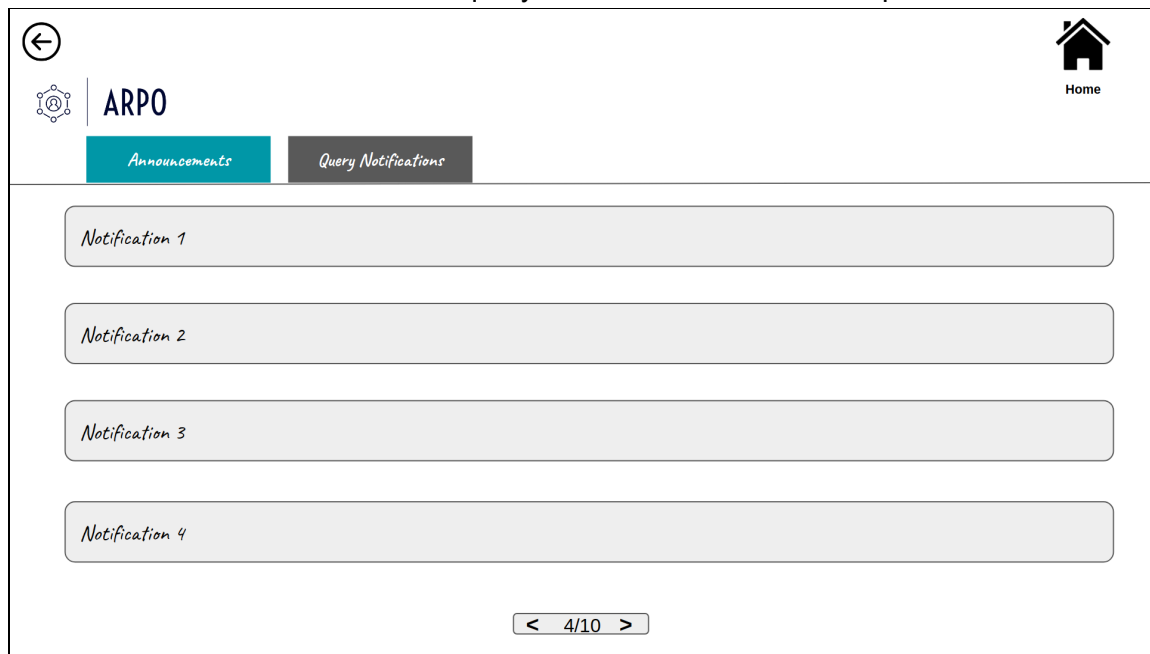 Home
ARPO
Announcements
Query Notifications
Notification 1
Notification 2
Notification 3
Notification 4
< 4/10 >